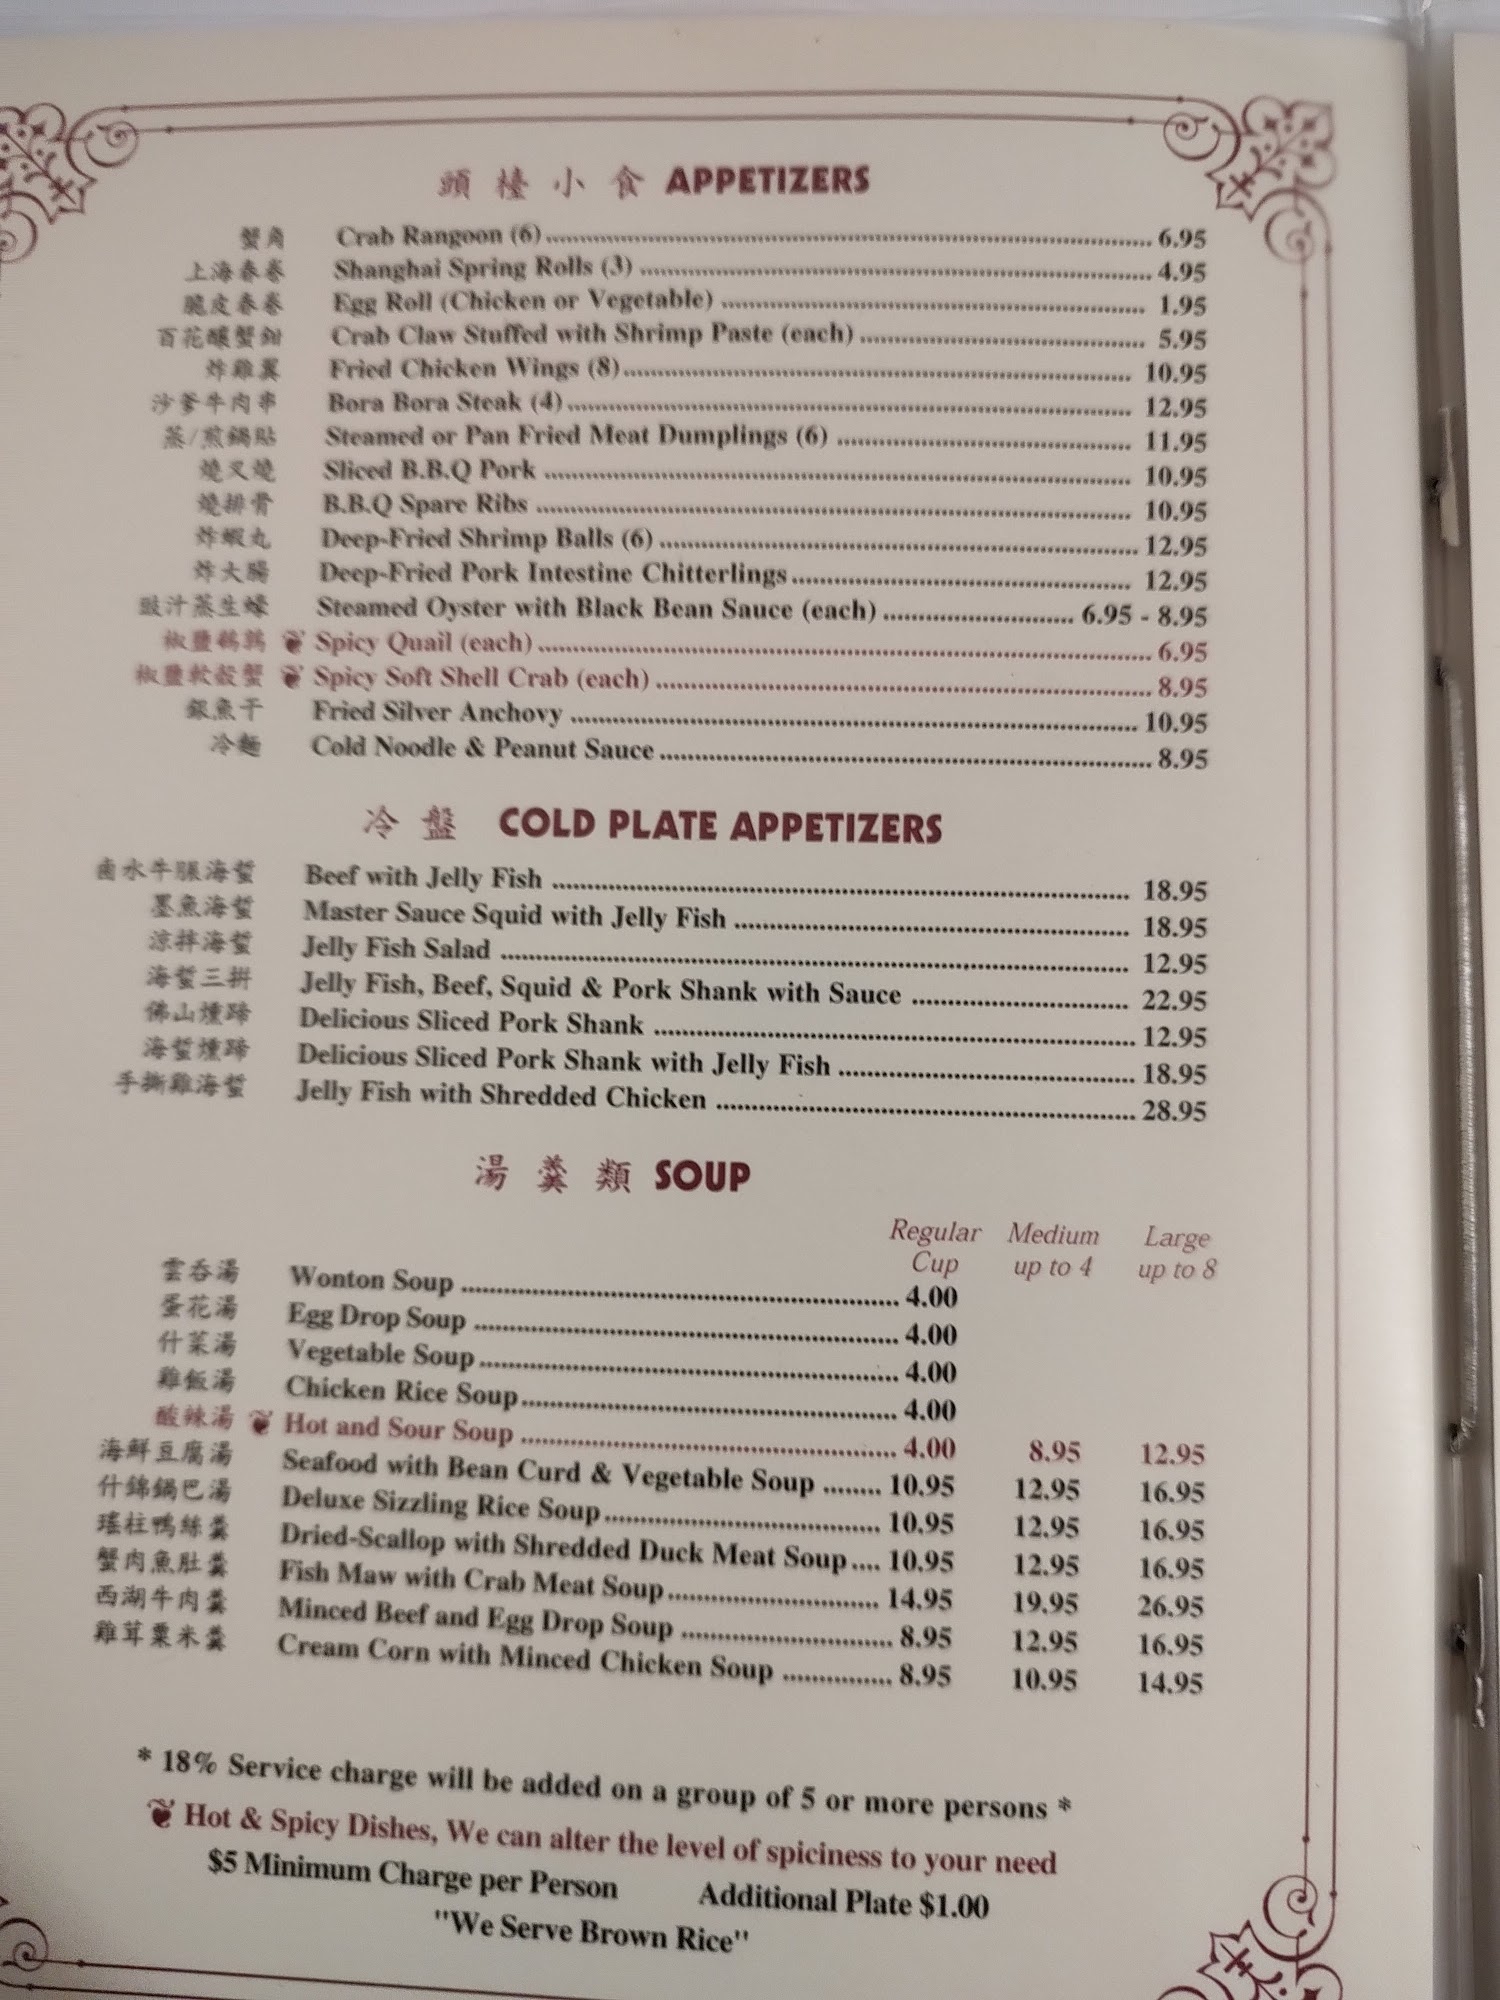 頭檯小食 APPETIZERS
蟹角 Crab Rangoon (6) 6.95
上海春卷 Shanghai Spring Rolls (3) 4.95
脆皮春卷 Egg Roll (Chicken or Vegetable) 1.95
百花釀蟹鉗 Crab Claw Stuffed with Shrimp Paste (each) 5.95
炸雞翼 Fried Chicken Wings (8) 10.95
沙爹牛肉串 Bora Bora Steak (4) 12.95
蒸/煎鍋貼 Steamed or Pan Fried Meat Dumplings (6) 11.95
燒叉燒 Sliced B.B.Q Pork 10.95
燒排骨 B.B.Q Spare Ribs 10.95
炸蝦丸 Deep-Fried Shrimp Balls (6) 12.95
炸大腸 Deep-Fried Pork Intestine Chitterlings 12.95
豉汁蒸生蠔 Steamed Oyster with Black Bean Sauce (each) 6.95 - 8.95
椒鹽鵪鶉 Spicy Quail (each) 6.95
椒鹽軟殼蟹 Spicy Soft Shell Crab (each) 8.95
銀魚干 Fried Silver Anchovy 10.95
冷麵 Cold Noodle & Peanut Sauce 8.95
冷盤 COLD PLATE APPETIZERS
鹵水牛𦟌海蜇 Beef with Jelly Fish 18.95
墨魚海蜇 Master Sauce Squid with Jelly Fish 18.95
涼拌海蜇 Jelly Fish Salad 12.95
海蜇三拼 Jelly Fish, Beef, Squid & Pork Shank with Sauce 22.95
佛山燻蹄 Delicious Sliced Pork Shank 12.95
海蜇燻蹄 Delicious Sliced Pork Shank with Jelly Fish 18.95
手撕雞海蜇 Jelly Fish with Shredded Chicken 28.95
湯羹類 SOUP
Regular Medium Large
Cup up to 4 up to 8
雲吞湯 Wonton Soup 4.00
蛋花湯 Egg Drop Soup 4.00
什菜湯 Vegetable Soup 4.00
雞飯湯 Chicken Rice Soup 4.00
酸辣湯 Hot and Sour Soup 4.00 8.95 12.95
海鮮豆腐湯 Seafood with Bean Curd & Vegetable Soup 10.95 12.95 16.95
什錦鍋巴湯 Deluxe Sizzling Rice Soup 10.95 12.95 16.95
瑤柱鴨絲羹 Dried-Scallop with Shredded Duck Meat Soup 10.95 12.95 16.95
蟹肉魚肚羹 Fish Maw with Crab Meat Soup 14.95 19.95 26.95
西湖牛肉羹 Minced Beef and Egg Drop Soup 8.95 12.95 16.95
雞茸粟米羹 Cream Corn with Minced Chicken Soup 8.95 10.95 14.95
* 18% Service charge will be added on a group of 5 or more persons *
Hot & Spicy Dishes, We can alter the level of spiciness to your need
$5 Minimum Charge per Person Additional Plate $1.00
"We Serve Brown Rice"